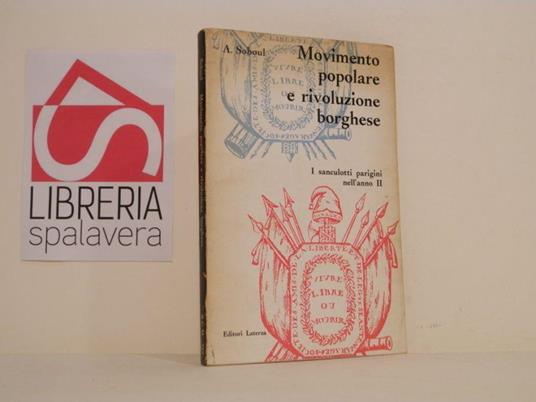 LIBRERIA
spalavera
A. Soboul
Movimento
popolare
e rivoluzione
borghese
VIVRE
LIBRE
OU
MOURIR
I sanculotti parigini
nell'anno II
VIVRE
LIBRE
OU
MOURIR
Editori Laterza